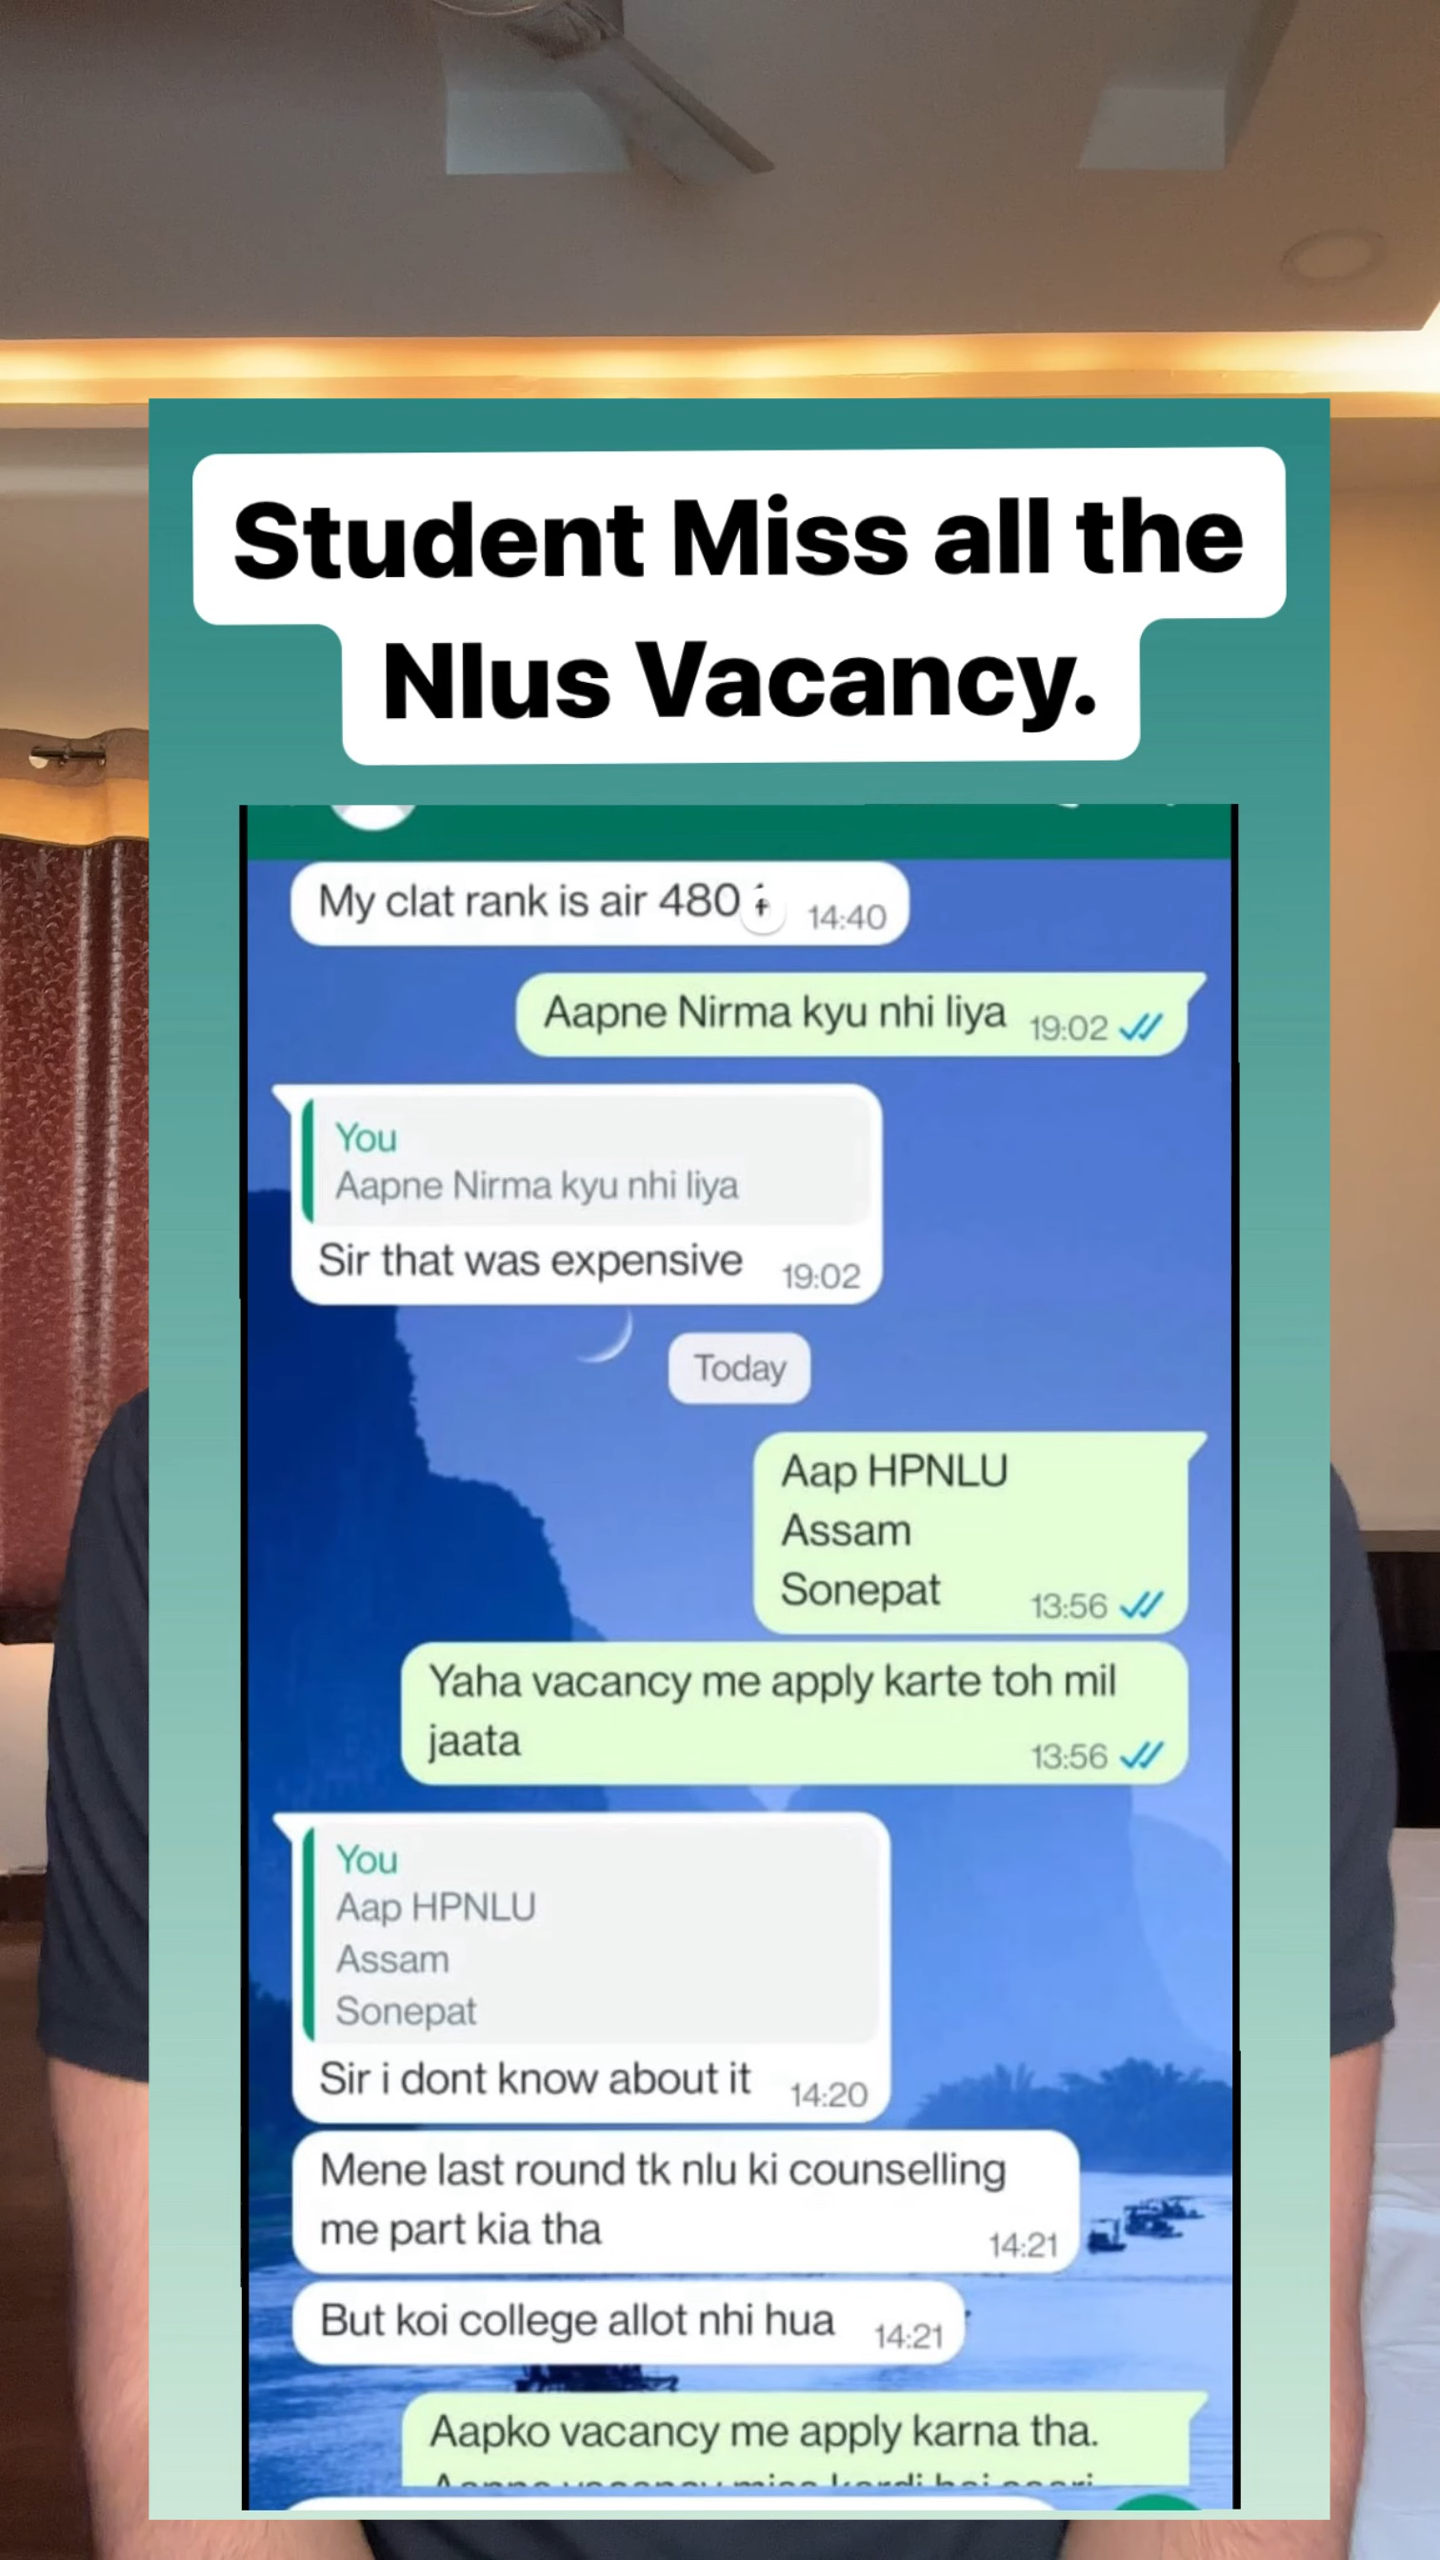 Student Miss all the
Nlus Vacancy.
My clat rank is air 480
14:40
Aapne Nirma kyu nhi liya
19:02
You
Aapne Nirma kyu nhi liya
Sir that was expensive
19:02
Today
Aap HPNLU
Assam
Sonepat
13:56
Yaha vacancy me apply karte toh mil
jaata
13:56
You
Aap HPNLU
Assam
Sonepat
Sir i dont know about it
14:20
Mene last round tk nlu ki counselling
me part kia tha
14:21
But koi college allot nhi hua
14:21
Aapko vacancy me apply karna tha.